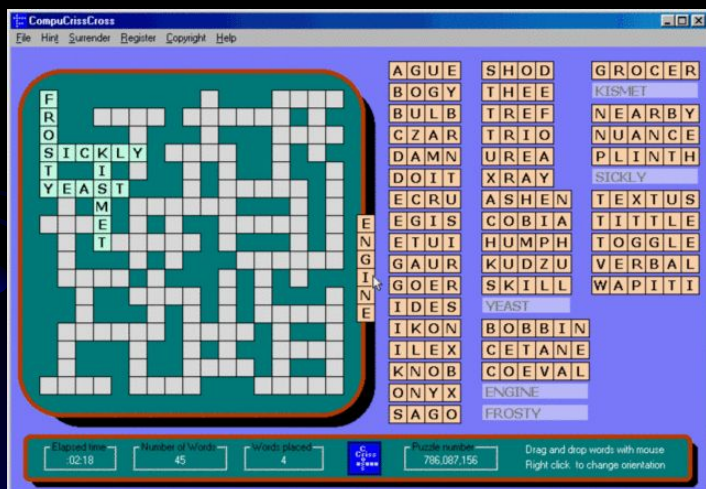 CompuCrissCross
File Hint Surrender Register Copyright Help
FROSTY
SICKLY
KISMET
YEAST
ENGINE
AGUE
BOGY
BULB
CZAR
DAMN
DOIT
ECRU
EGIS
ETUI
GAUR
GOER
IDES
IKON
ILEX
KNOB
ONYX
SAGO
SHOD
THEE
TREF
TRIO
UREA
XRAY
ASHEN
COBIA
HUMPH
KUDZU
SKILL
YEAST
BOBBIN
CETANE
COEVAL
ENGINE
FROSTY
GROCER
KISMET
NEARBY
NUANCE
PLINTH
SICKLY
TEXTUS
TITTLE
TOGGLE
VERBAL
WAPITI
Elapsed time
:02:18
Number of Words
45
Words placed
4
Puzzle number
786,087,156
Drag and drop words with mouse
Right click to change orientation